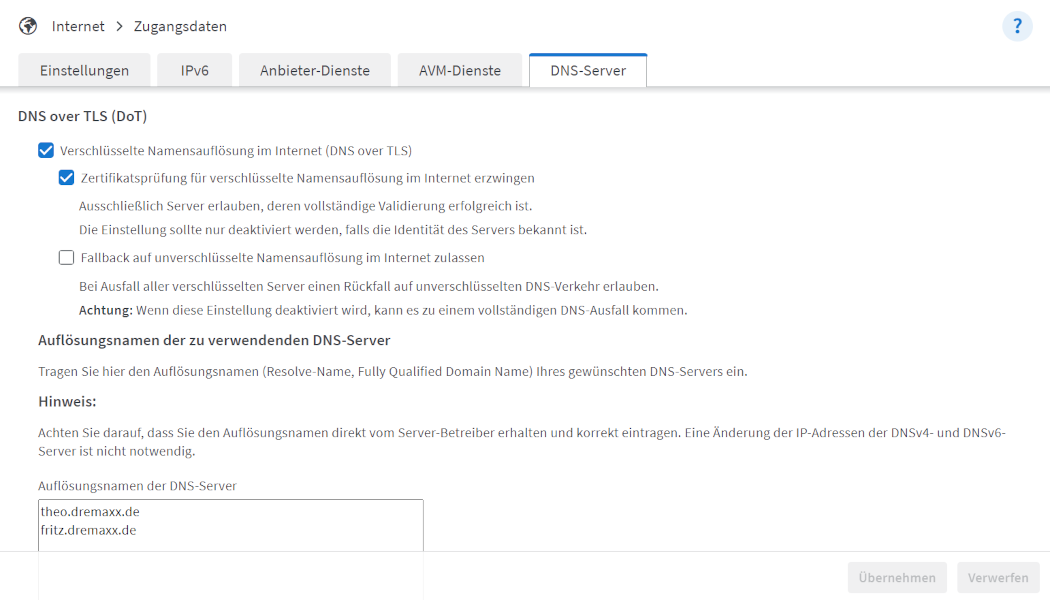 Internet > Zugangsdaten
?
Einstellungen IPv6 Anbieter-Dienste AVM-Dienste DNS-Server
DNS over TLS (DoT)
Verschlüsselte Namensauflösung im Internet (DNS over TLS)
Zertifikatsprüfung für verschlüsselte Namensauflösung im Internet erzwingen
Ausschließlich Server erlauben, deren vollständige Validierung erfolgreich ist.
Die Einstellung sollte nur deaktiviert werden, falls die Identität des Servers bekannt ist.
Fallback auf unverschlüsselte Namensauflösung im Internet zulassen
Bei Ausfall aller verschlüsselten Server einen Rückfall auf unverschlüsselten DNS-Verkehr erlauben.
Achtung: Wenn diese Einstellung deaktiviert wird, kann es zu einem vollständigen DNS-Ausfall kommen.
Auflösungsnamen der zu verwendenden DNS-Server
Tragen Sie hier den Auflösungsnamen (Resolve-Name, Fully Qualified Domain Name) Ihres gewünschten DNS-Servers ein.
Hinweis:
Achten Sie darauf, dass Sie den Auflösungsnamen direkt vom Server-Betreiber erhalten und korrekt eintragen. Eine Änderung der IP-Adressen der DNSv4- und DNSv6-
Server ist nicht notwendig.
Auflösungsnamen der DNS-Server
theo.dremaxx.de
fritz.dremaxx.de
Übernehmen Verwerfen